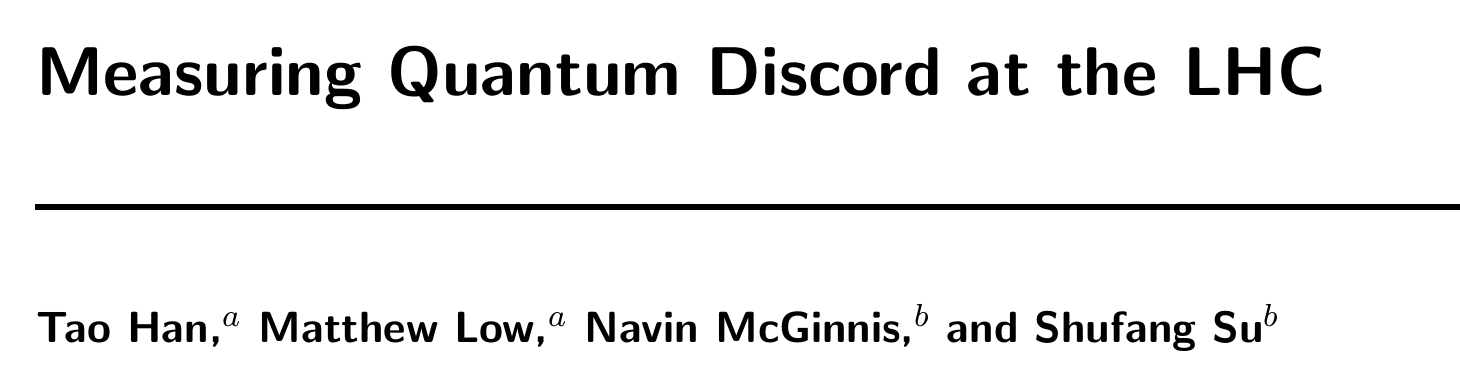 Measuring Quantum Discord at the LHC
Tao Han,ᵃ Matthew Low,ᵃ Navin McGinnis,ᵇ and Shufang Suᵇ